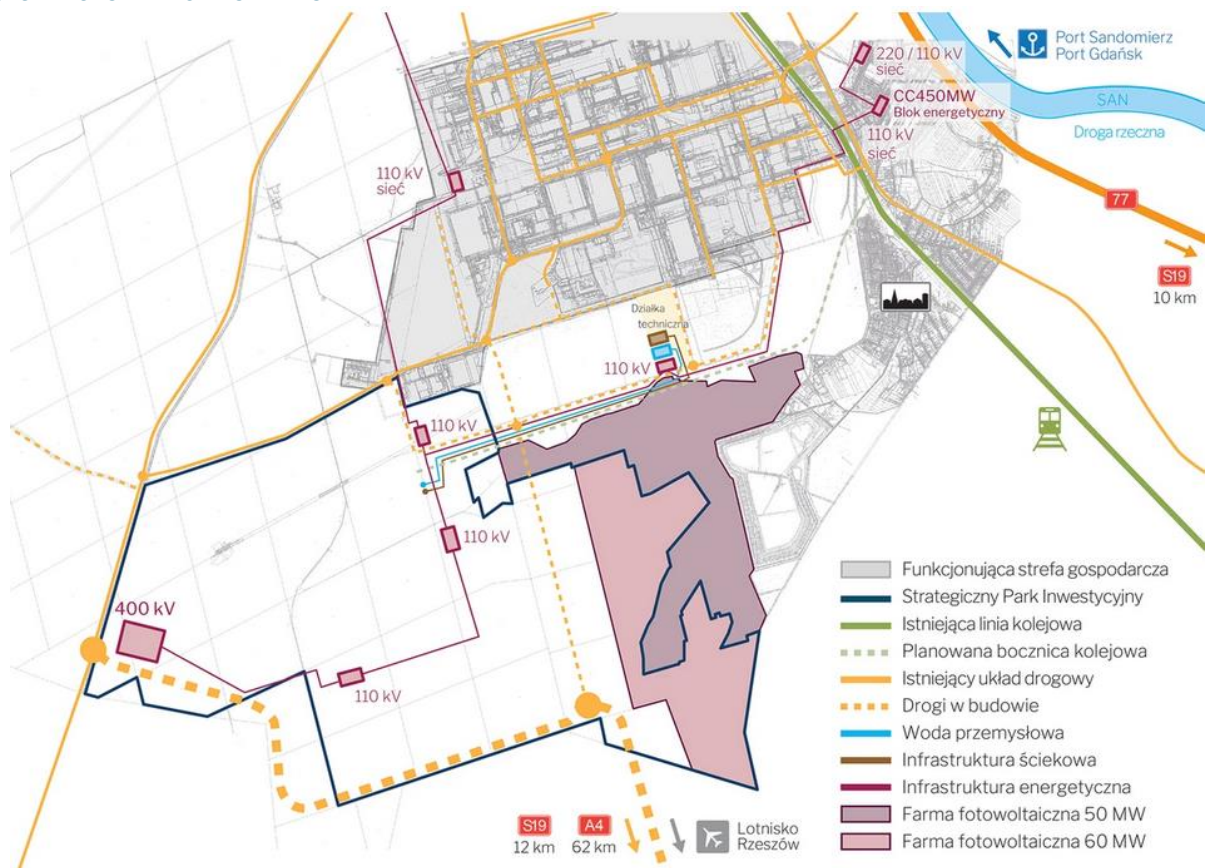 Port Sandomierz
Port Gdańsk
220 / 110 kV
sieć
CC450MW
Blok energetyczny
SAN
110 kV
sieć
Droga rzeczna
110 kV
sieć
77
S19
10 km
Działka
techniczna
110 kV
110 kV
110 kV
400 kV
110 kV
Funkcjonująca strefa gospodarcza
Strategiczny Park Inwestycyjny
Istniejąca linia kolejowa
Planowana bocznica kolejowa
Istniejący układ drogowy
Drogi w budowie
Woda przemysłowa
Infrastruktura ściekowa
Infrastruktura energetyczna
Farma fotowoltaiczna 50 MW
Farma fotowoltaiczna 60 MW
S19
12 km
A4
62 km
Lotnisko
Rzeszów